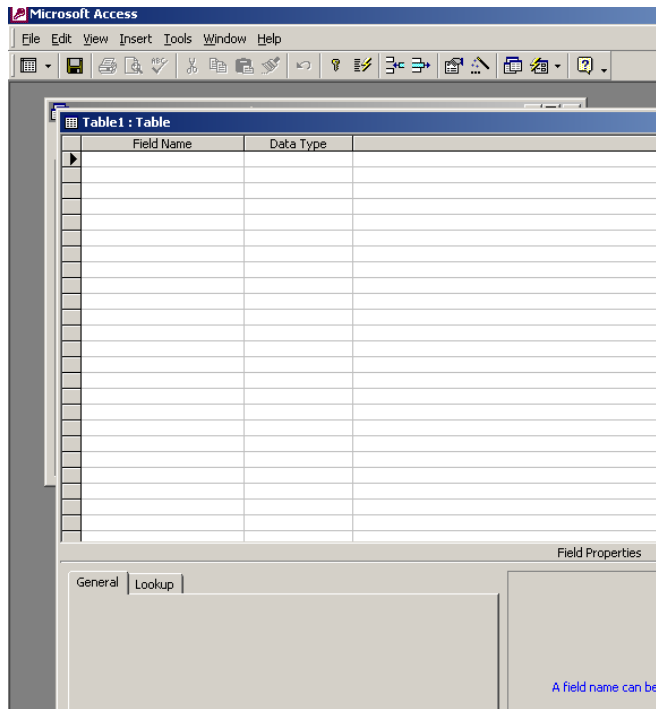 Microsoft Access
File Edit View Insert Tools Window Help
Table1 : Table
Field Name Data Type
Field Properties
General Lookup
A field name can be